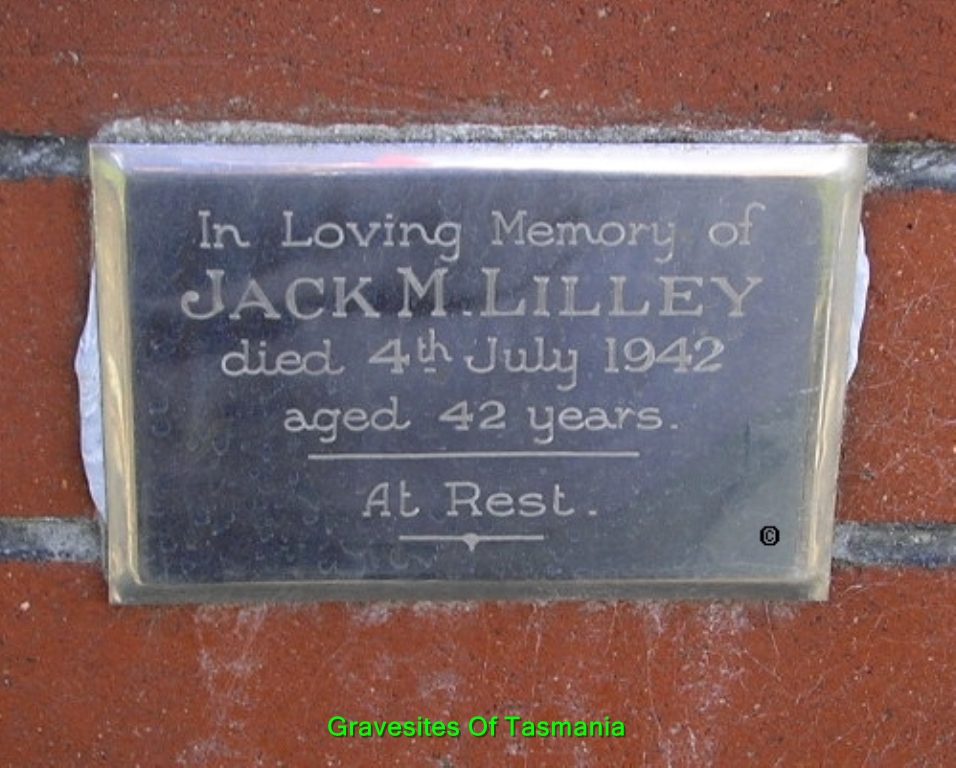 In Loving Memory of
JACK M. LILLEY
died 4th July 1942
aged 42 years.
At Rest.
©
Gravesites Of Tasmania